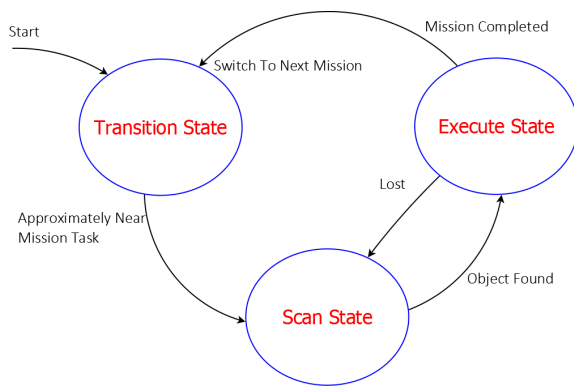 Start
Mission Completed
Switch To Next Mission
Transition State
Execute State
Lost
Approximately Near
Mission Task
Object Found
Scan State